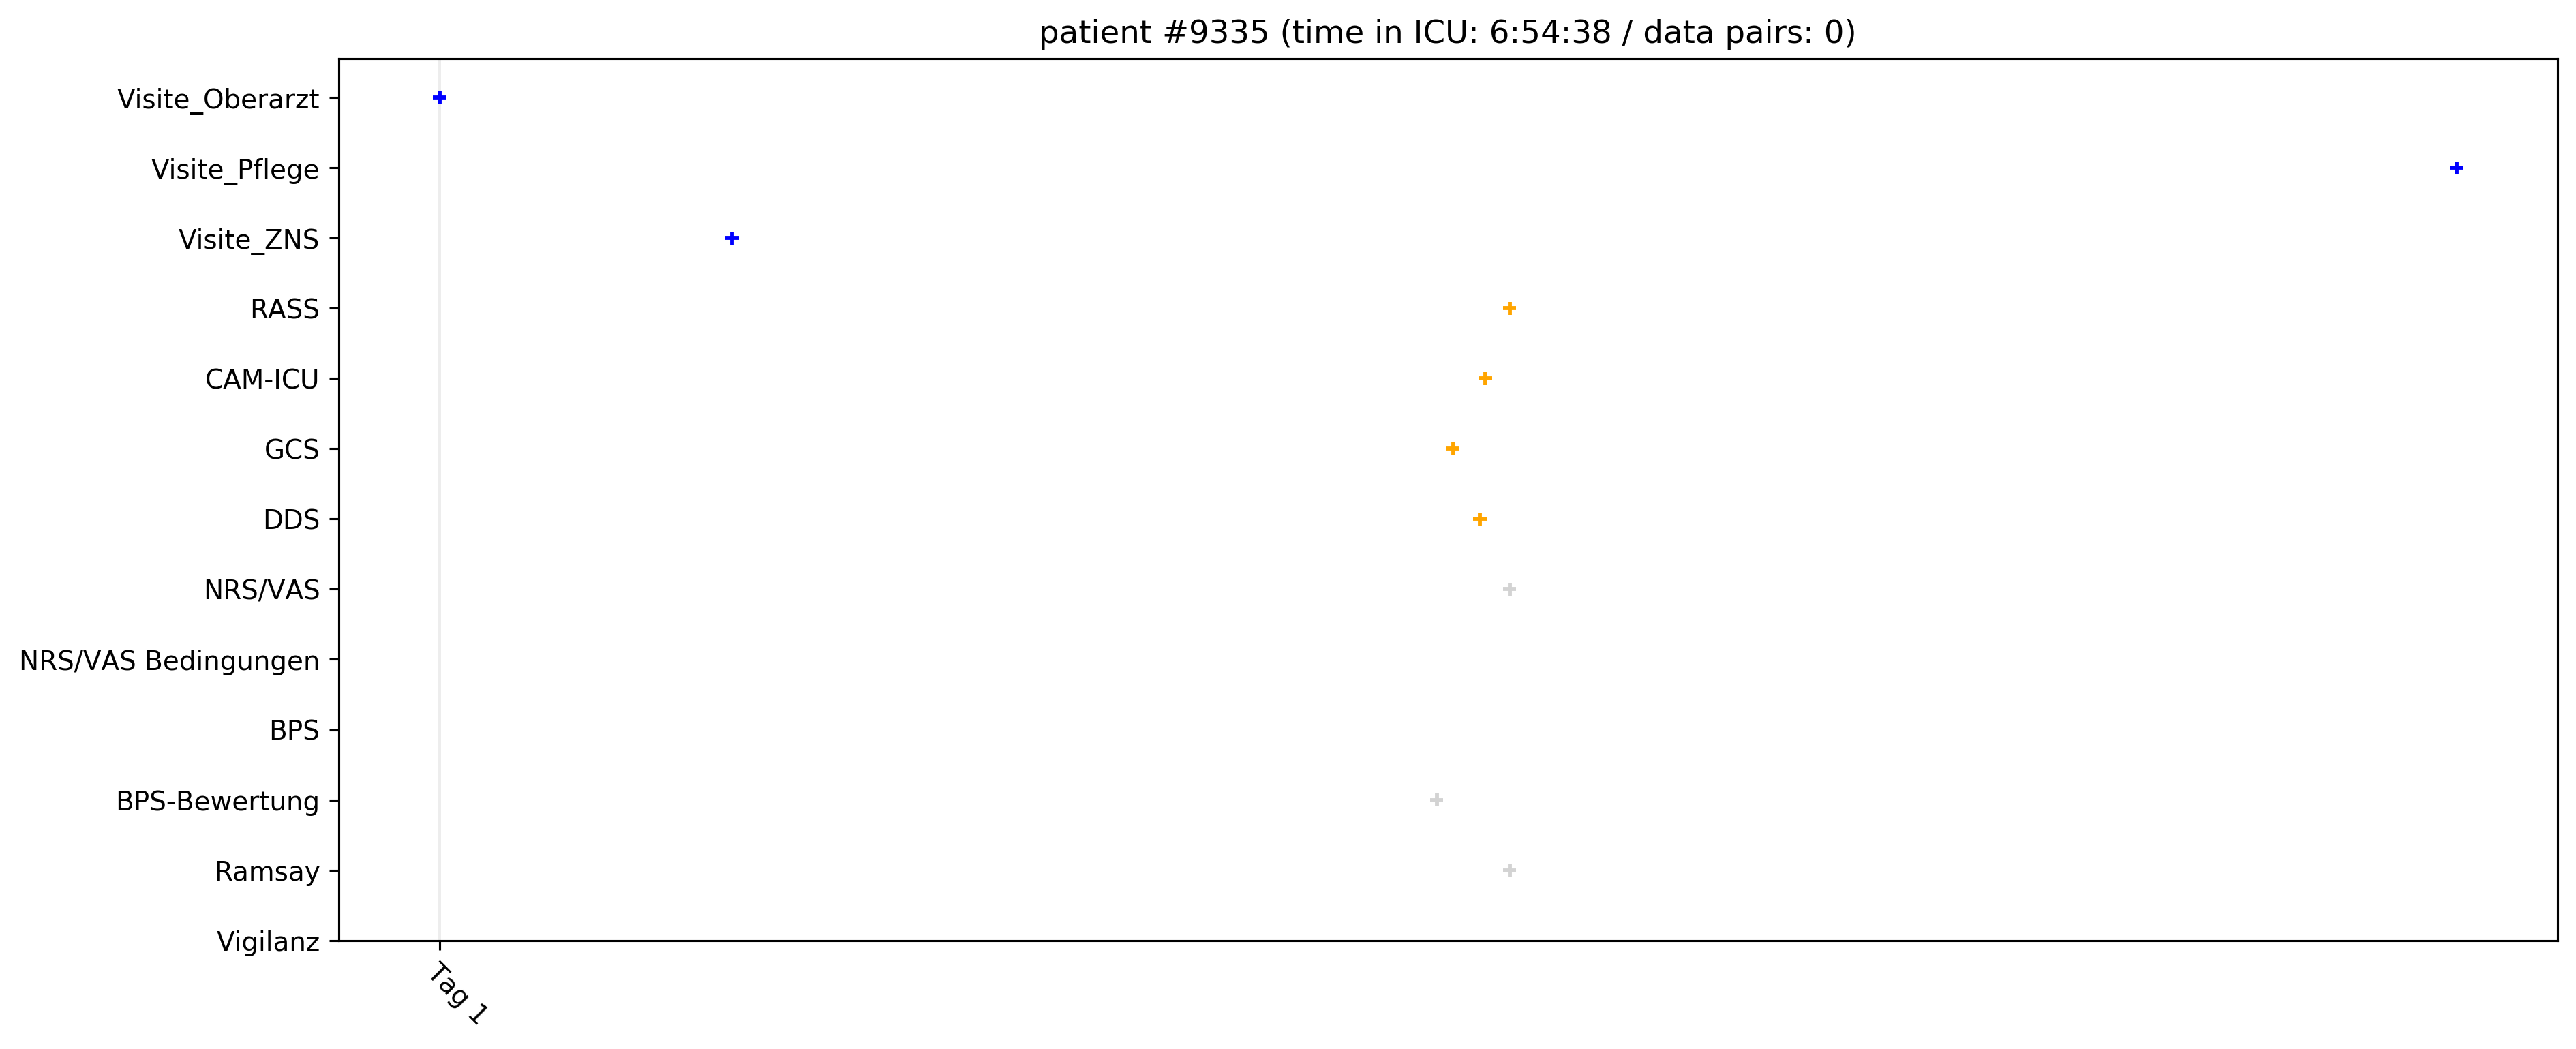 patient #9335 (time in ICU: 6:54:38 / data pairs: 0)
Visite_Oberarzt
Visite_Pflege
Visite_ZNS
RASS
CAM-ICU
GCS
DDS
NRS/VAS
NRS/VAS Bedingungen
BPS
BPS-Bewertung
Ramsay
Vigilanz
Tag 1